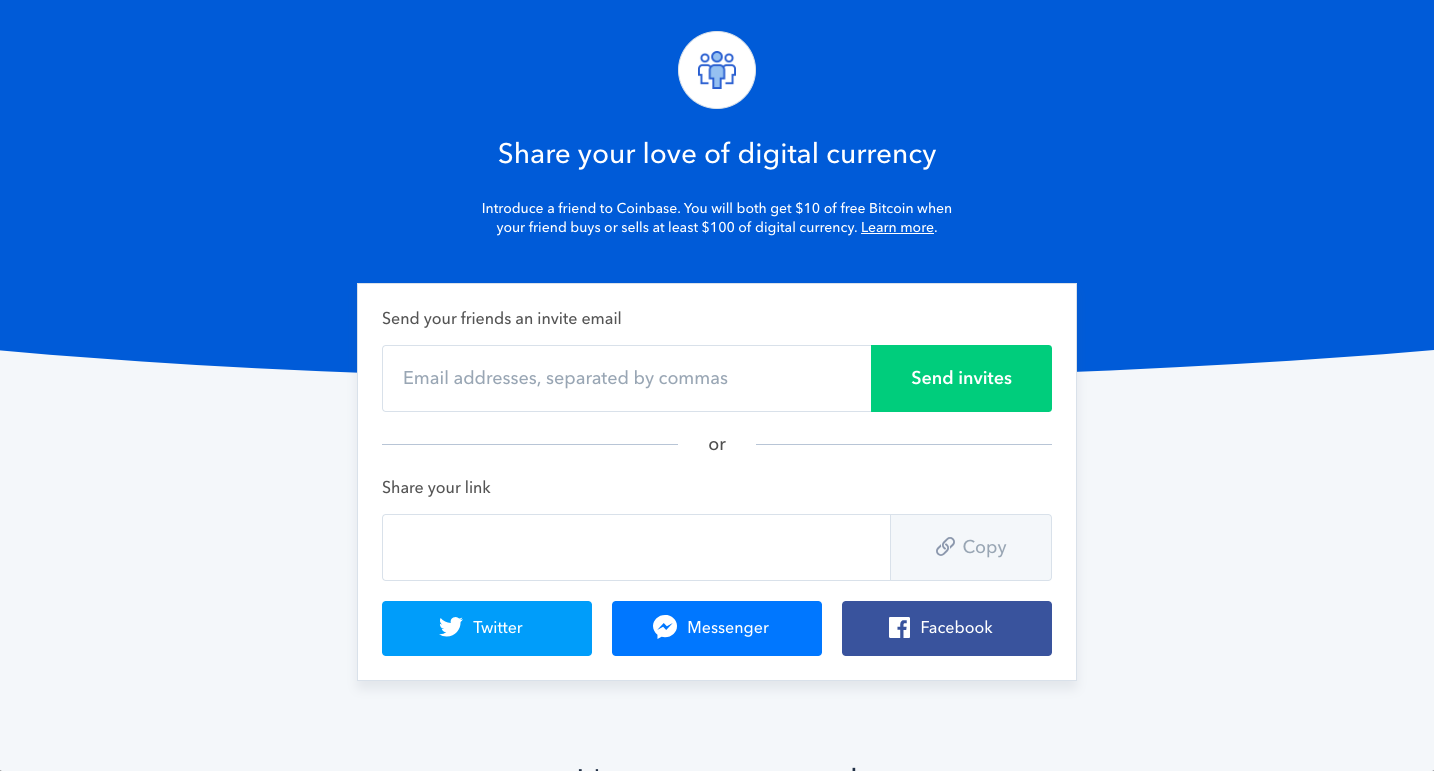 Share your love of digital currency
Introduce a friend to Coinbase. You will both get $10 of free Bitcoin when
your friend buys or sells at least $100 of digital currency. Learn more.
Send your friends an invite email
Email addresses, separated by commas
Send invites
or
Share your link
Copy
Twitter
Messenger
Facebook